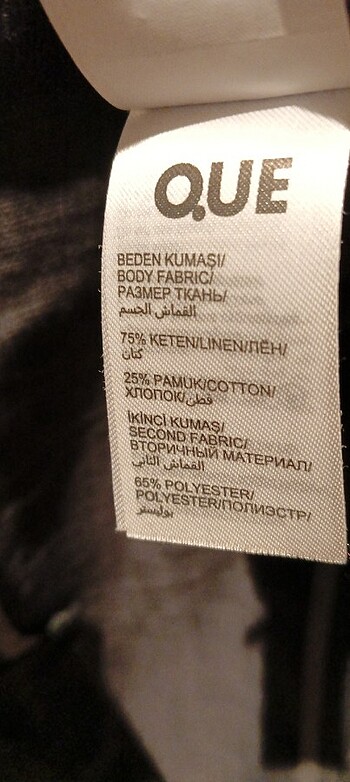 QUE
BEDEN KUMAŞI/
BODY FABRIC/
РАЗМЕР ТКАНЬ/
القماش الجسم
75% KETEN/LINEN/ЛЁН/
كتان
25% PAMUK/COTTON/
ХЛОПОК/قطن
İKİNCİ KUMAŞ/
SECOND FABRIC/
ВТОРИЧНЫЙ МАТЕРИАЛ/
القماش الثاني
65% POLYESTER/
POLYESTER/ПОЛИЭСТР/
بوليستر